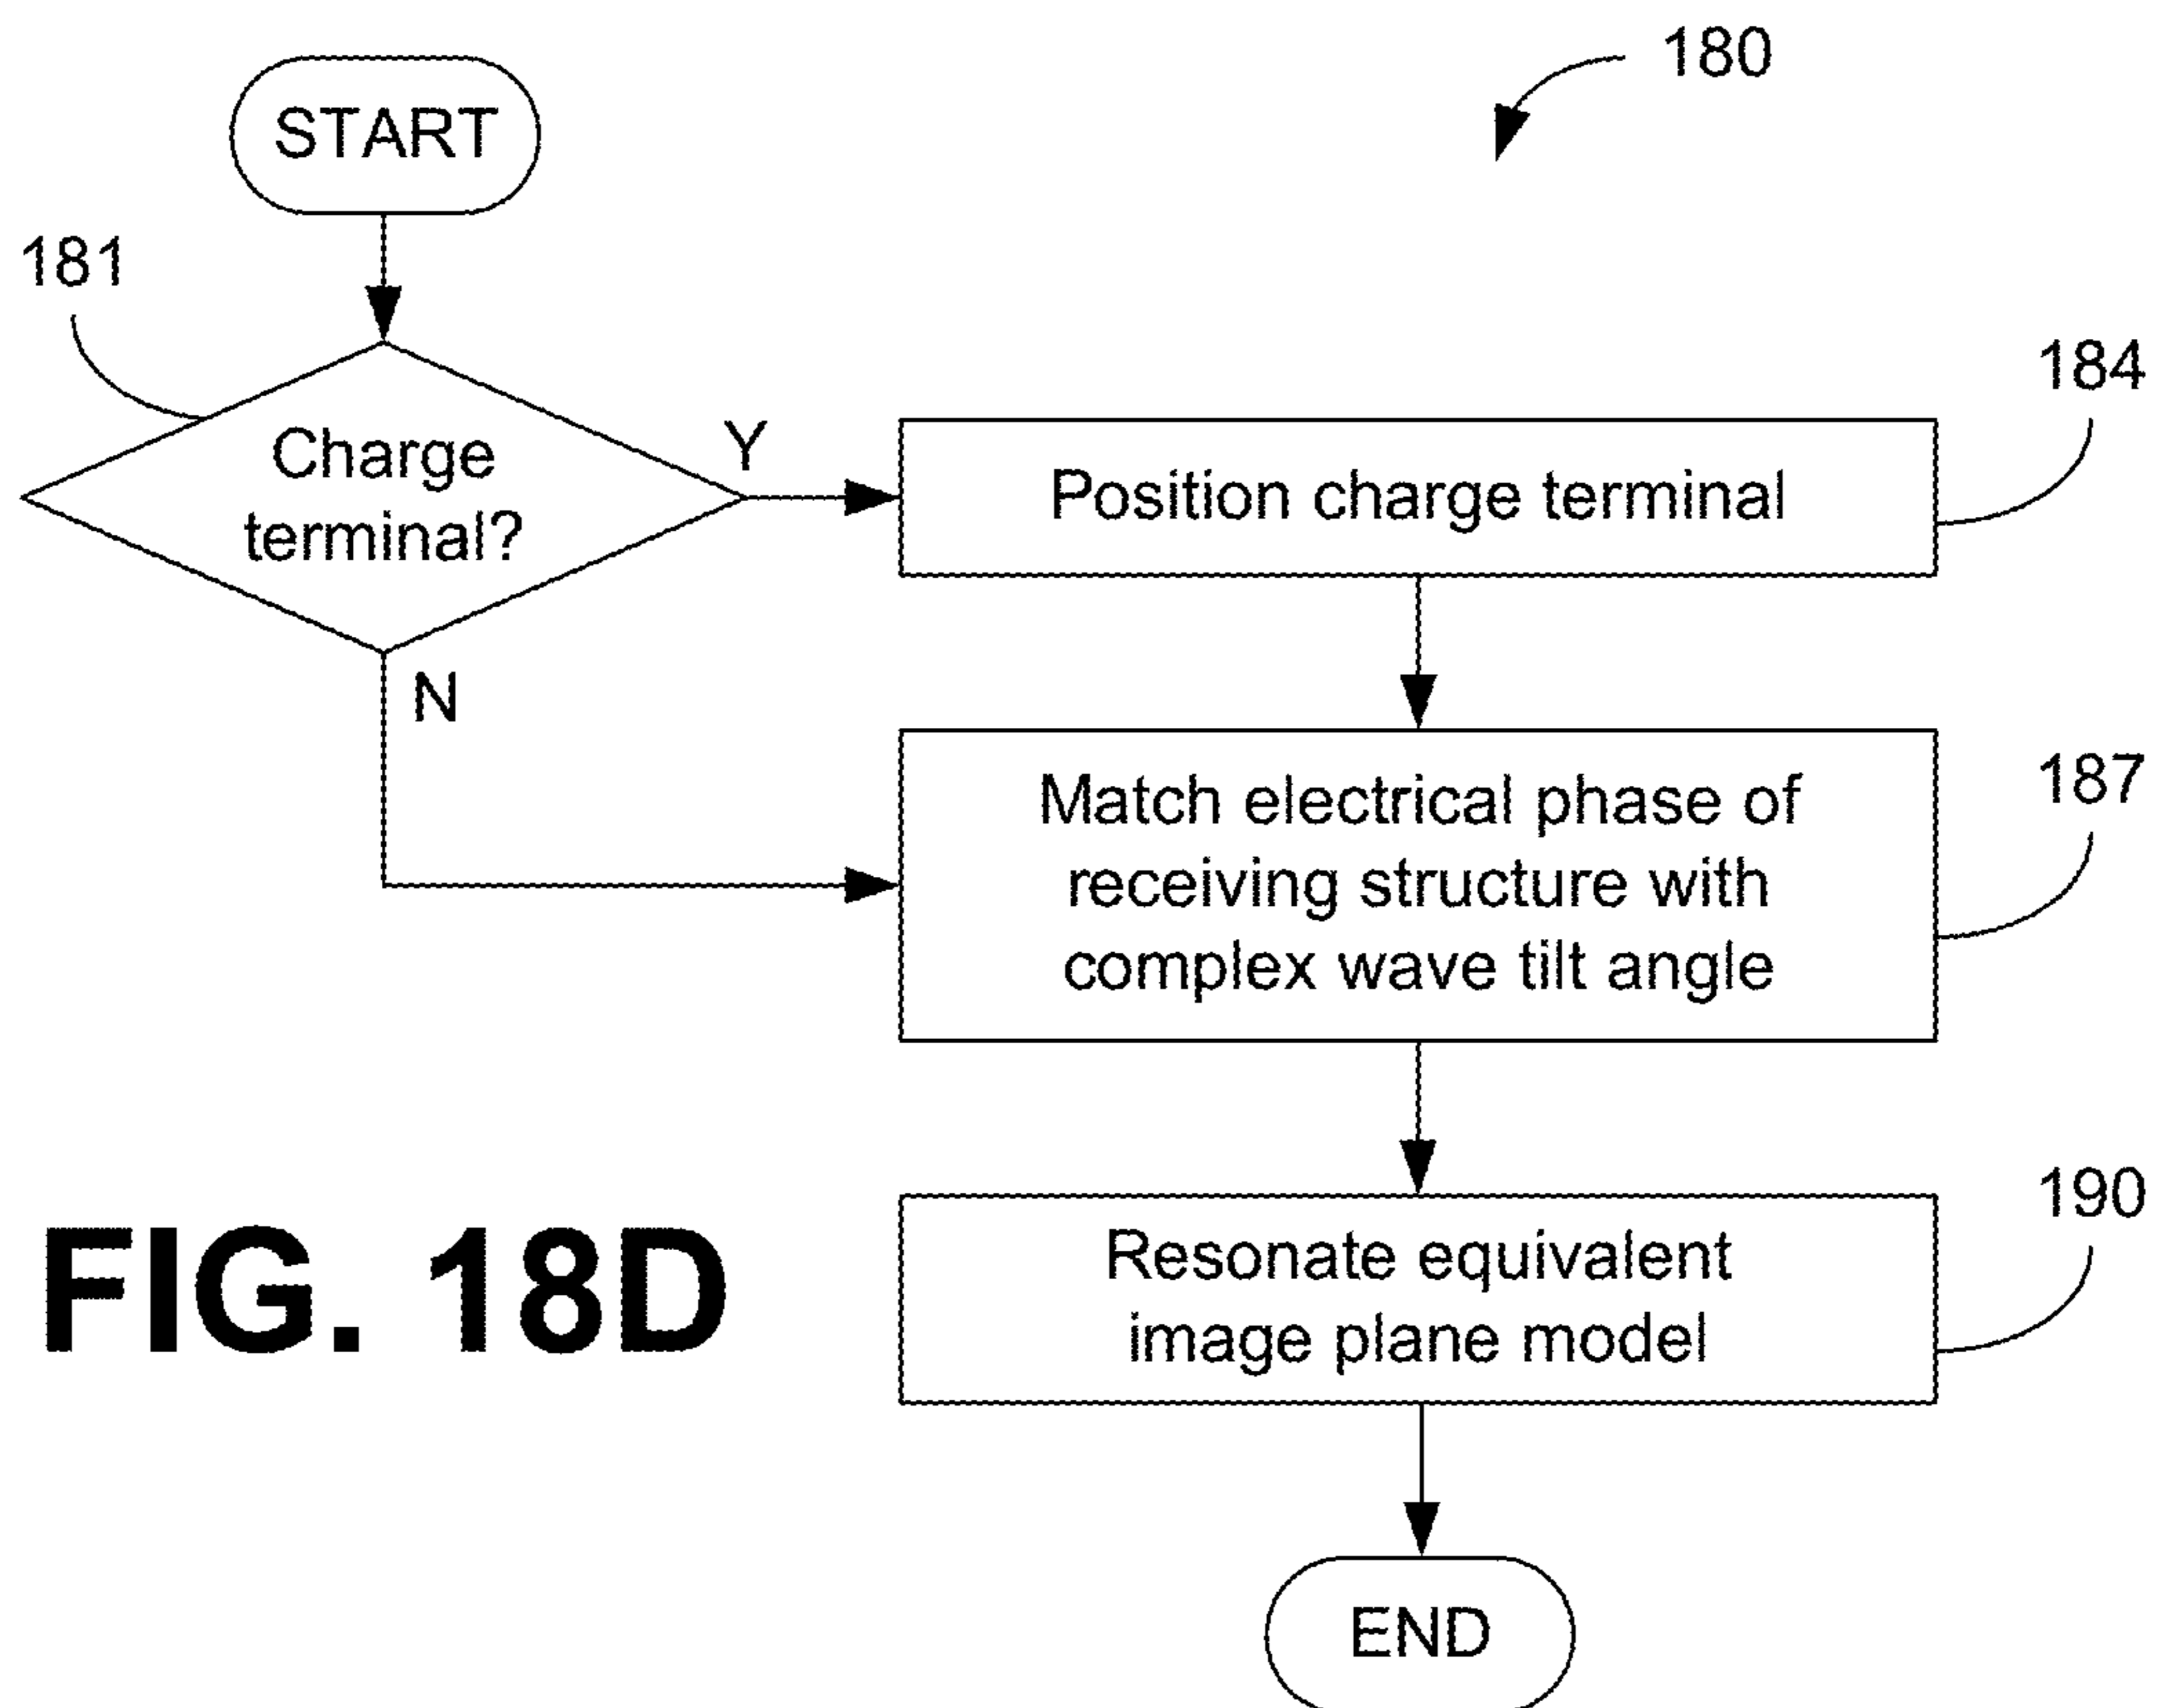 180
START
181
Charge
terminal?
Y
N
184
Position charge terminal
187
Match electrical phase of
receiving structure with
complex wave tilt angle
190
Resonate equivalent
image plane model
END
FIG. 18D